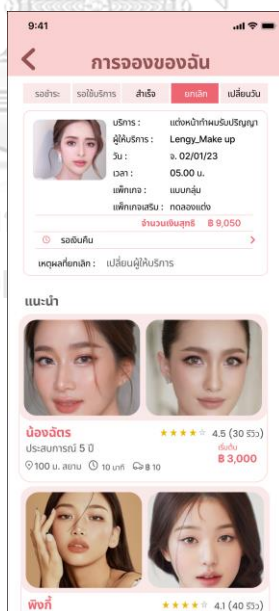 9:41
การจองของฉัน
รอชำระ รอใช้บริการ สำเร็จ ยกเลิก เปลี่ยนวัน
บริการ : แต่งหน้าทำผมรับปริญญา
ผู้ให้บริการ : Lengy_Make up
วัน : จ. 02/01/23
เวลา : 05.00 น.
แพ็กเกจ : แบบกลุ่ม
แพ็กเกจเสริม : ทดลองแต่ง
จำนวนเงินสุทธิ ฿ 9,050
รอเงินคืน
เหตุผลที่ยกเลิก : เปลี่ยนผู้ให้บริการ
แนะนำ
น้องฉัตร 4.5 (30 รีวิว)
ประสบการณ์ 5 ปี เริ่มต้น
฿ 3,000
100 ม. สยาม 10 นาที ฿ 10
พิงกี้ 4.1 (40 รีวิว)